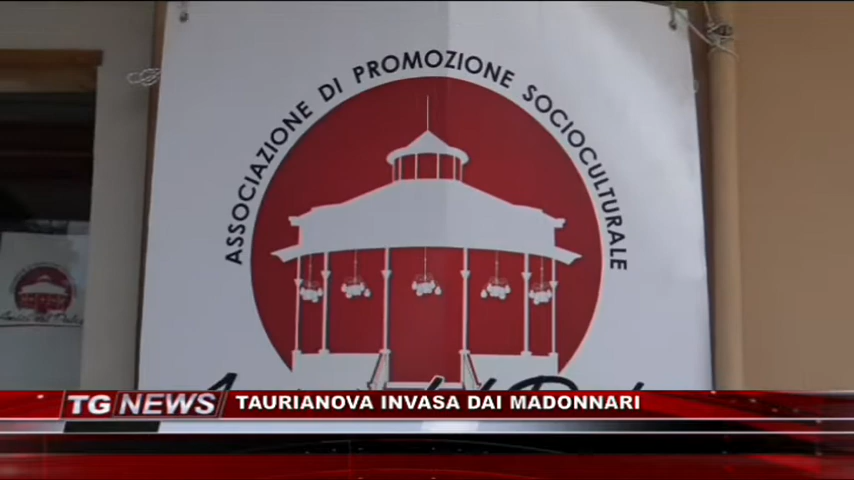 ASSOCIAZIONE DI PROMOZIONE SOCIOCULTURALE
TG NEWS
TAURIANOVA INVASA DAI MADONNARI